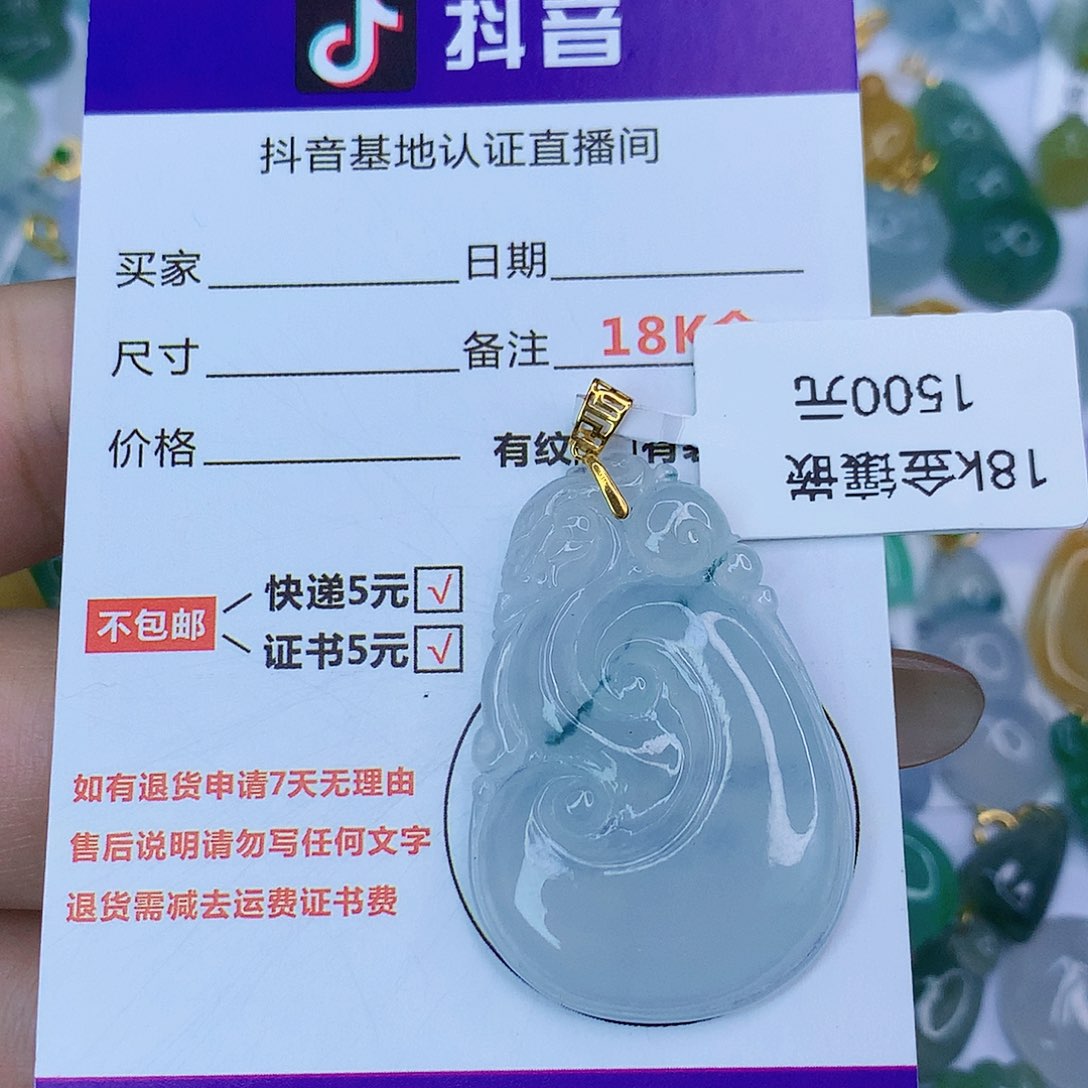 抖音
抖音基地认证直播间
买家 日期
尺寸 备注 18K
价格 有纹
不包邮
快递5元 √
证书5元 √
如有退货申请7天无理由
售后说明请勿写任何文字
退货需减去运费证书费
18k金镶嵌
1500元